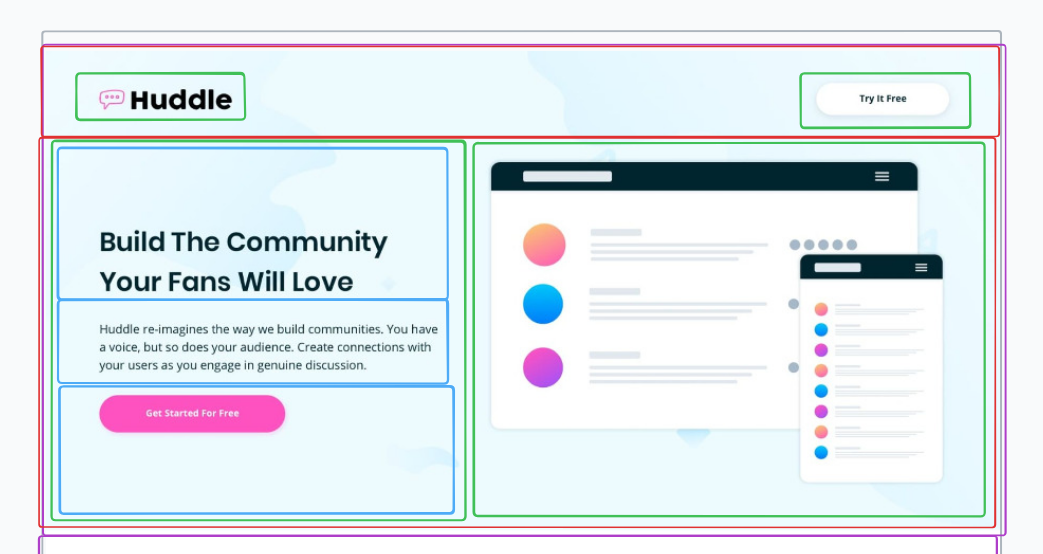 Huddle
Try It Free
Build The Community
Your Fans Will Love
Huddle re-imagines the way we build communities. You have
a voice, but so does your audience. Create connections with
your users as you engage in genuine discussion.
Get Started For Free